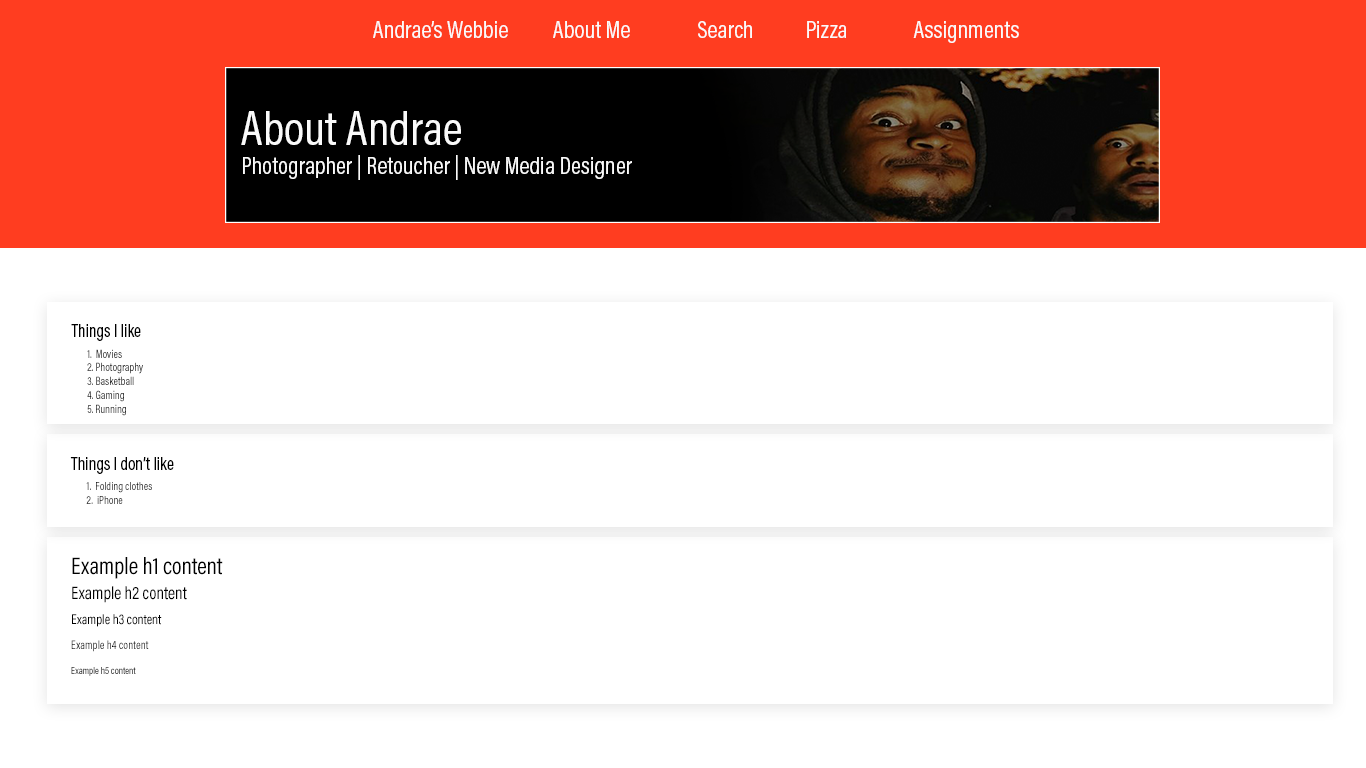 Andrae's Webbie About Me Search Pizza Assignments
About Andrae
Photographer | Retoucher | New Media Designer
Things I like
1. Movies
2. Photography
3. Basketball
4. Gaming
5. Running
Things I don't like
1. Folding clothes
2. iPhone
Example h1 content
Example h2 content
Example h3 content
Example h4 content
Example h5 content